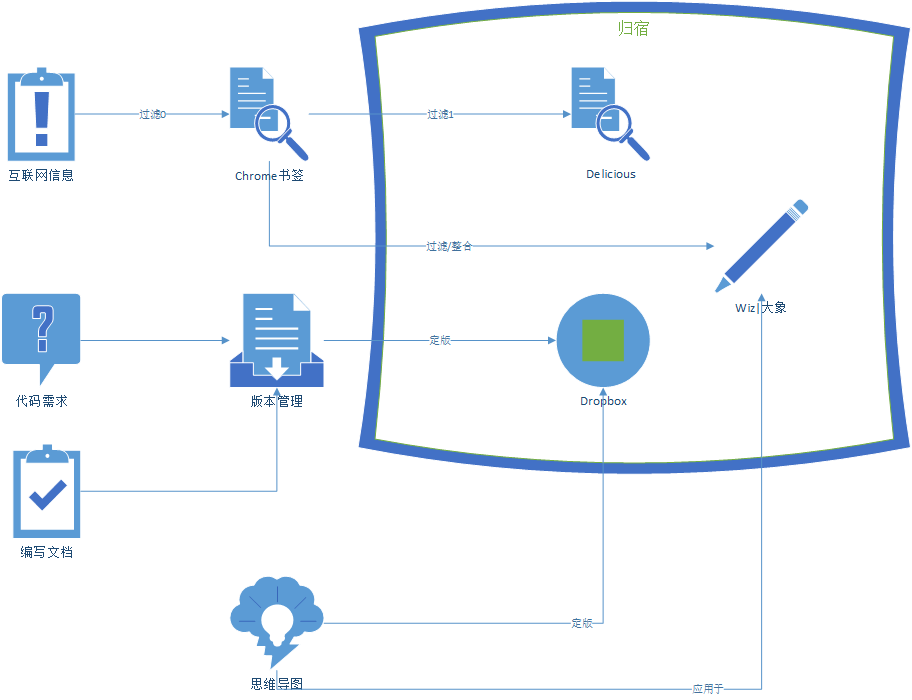 归宿
过滤0
过滤1
互联网信息
Chrome书签
Delicious
过滤/整合
Wiz|大象
?
定版
代码需求
版本管理
Dropbox
编写文档
定版
思维导图
应用于